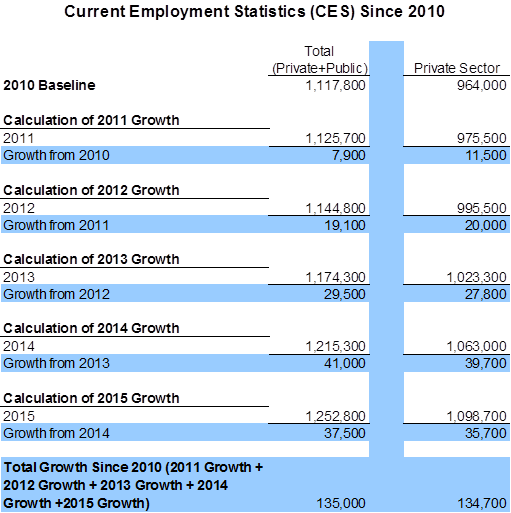 Current Employment Statistics (CES) Since 2010
Total
(Private+Public) Private Sector
2010 Baseline 1,117,800 964,000
Calculation of 2011 Growth
2011 1,125,700 975,500
Growth from 2010 7,900 11,500
Calculation of 2012 Growth
2012 1,144,800 995,500
Growth from 2011 19,100 20,000
Calculation of 2013 Growth
2013 1,174,300 1,023,300
Growth from 2012 29,500 27,800
Calculation of 2014 Growth
2014 1,215,300 1,063,000
Growth from 2013 41,000 39,700
Calculation of 2015 Growth
2015 1,252,800 1,098,700
Growth from 2014 37,500 35,700
Total Growth Since 2010 (2011 Growth +
2012 Growth + 2013 Growth + 2014
Growth +2015 Growth) 135,000 134,700